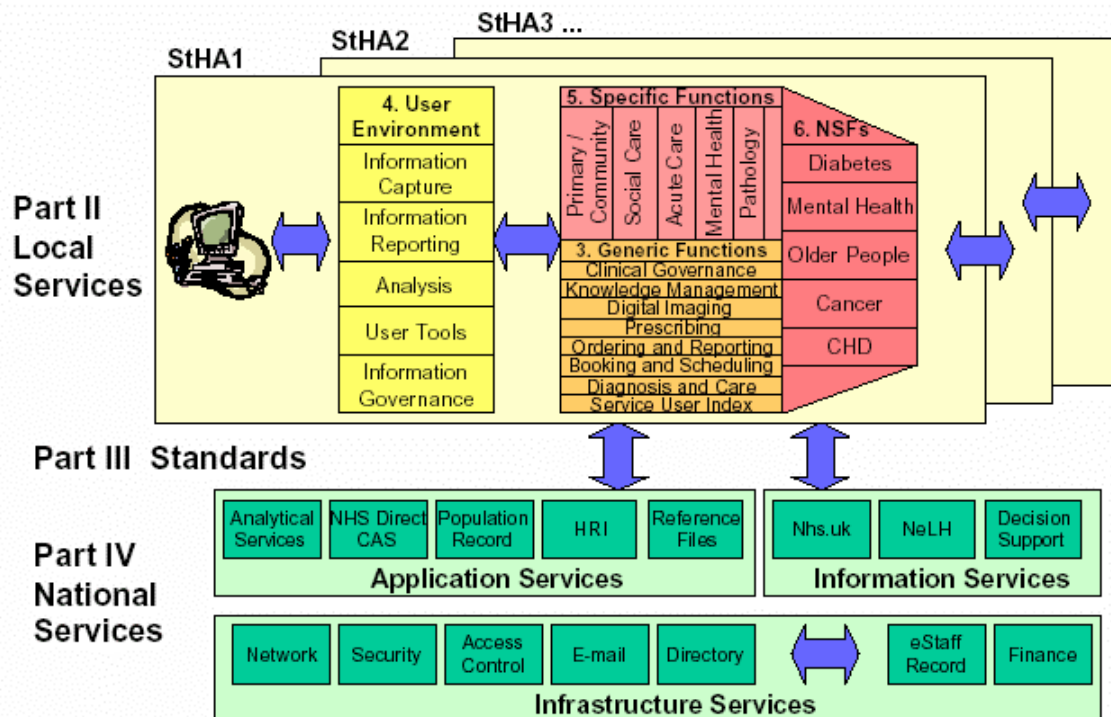 StHA3 ...
StHA2
StHA1
Part II
Local
Services
4. User
Environment
Information
Capture
Information
Reporting
Analysis
User Tools
Information
Governance
5. Specific Functions
Primary /
Community
Social Care
Acute Care
Mental Health
Pathology
3. Generic Functions
Clinical Governance
Knowledge Management
Digital Imaging
Prescribing
Ordering and Reporting
Booking and Scheduling
Diagnosis and Care
Service User Index
6. NSFs
Diabetes
Mental Health
Older People
Cancer
CHD
Part III Standards
Part IV
National
Services
Analytical
Services
NHS Direct
CAS
Population
Record
HRI
Reference
Files
Application Services
Nhs.uk
NeLH
Decision
Support
Information Services
Network
Security
Access
Control
E-mail
Directory
eStaff
Record
Finance
Infrastructure Services